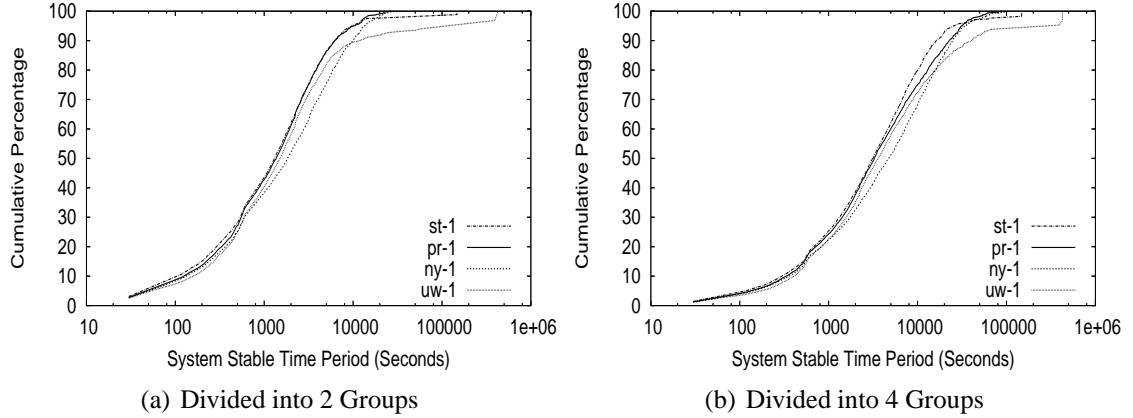 100
90
80
70
60
50
40
30
20
10
0
Cumulative Percentage
st-1
pr-1
ny-1
uw-1
10 100 1000 10000 100000 1e+06
System Stable Time Period (Seconds)
(a) Divided into 2 Groups
100
90
80
70
60
50
40
30
20
10
0
Cumulative Percentage
st-1
pr-1
ny-1
uw-1
10 100 1000 10000 100000 1e+06
System Stable Time Period (Seconds)
(b) Divided into 4 Groups